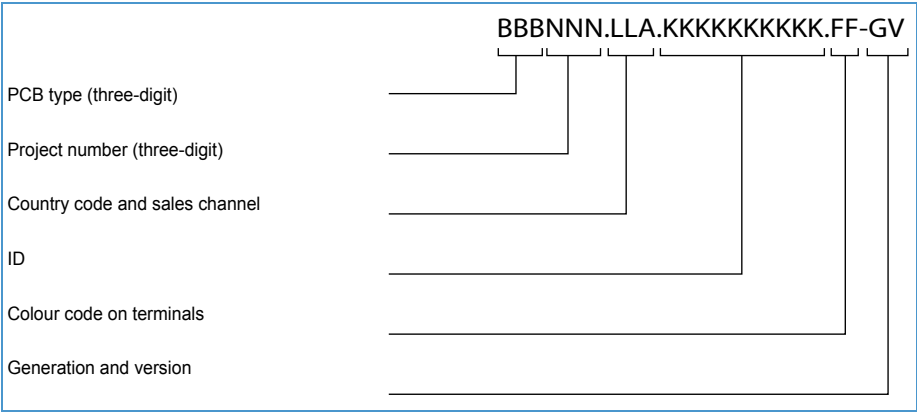 BBBNNN.LLA.KKKKKKKKKK.FF-GV
PCB type (three-digit)
Project number (three-digit)
Country code and sales channel
ID
Colour code on terminals
Generation and version